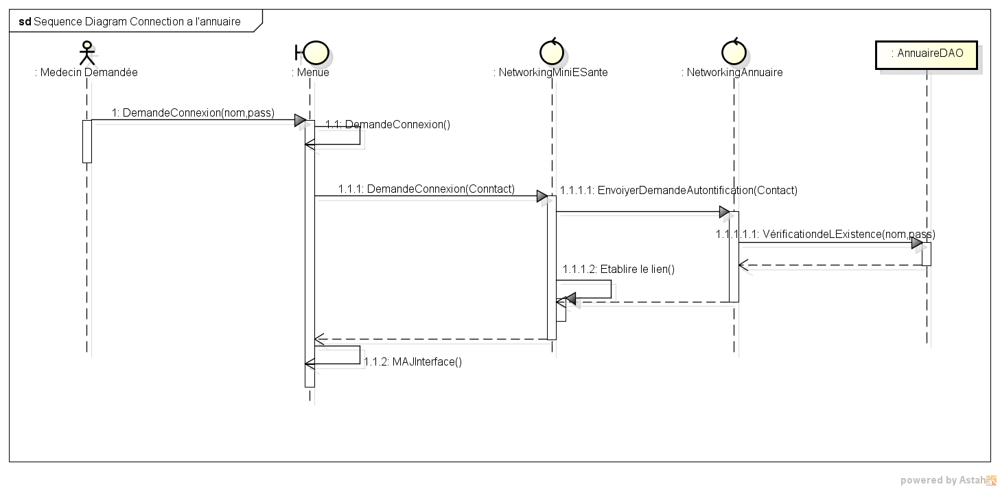 sd Sequence Diagram Connection a l'annuaire
: Medecin Demandée
: Menue
: NetworkingMiniESante
: NetworkingAnnuaire
: AnnuaireDAO
1: DemandeConnexion(nom,pass)
1.1: DemandeConnexion()
1.1.1: DemandeConnexion(Conntact)
1.1.1.1: EnvoiyerDemandeAutontification(Contact)
1.1.1.1.1: VérificationdeLExistence(nom,pass)
1.1.1.2: Etablire le lien()
1.1.2: MAJInterface()
powered by Astah